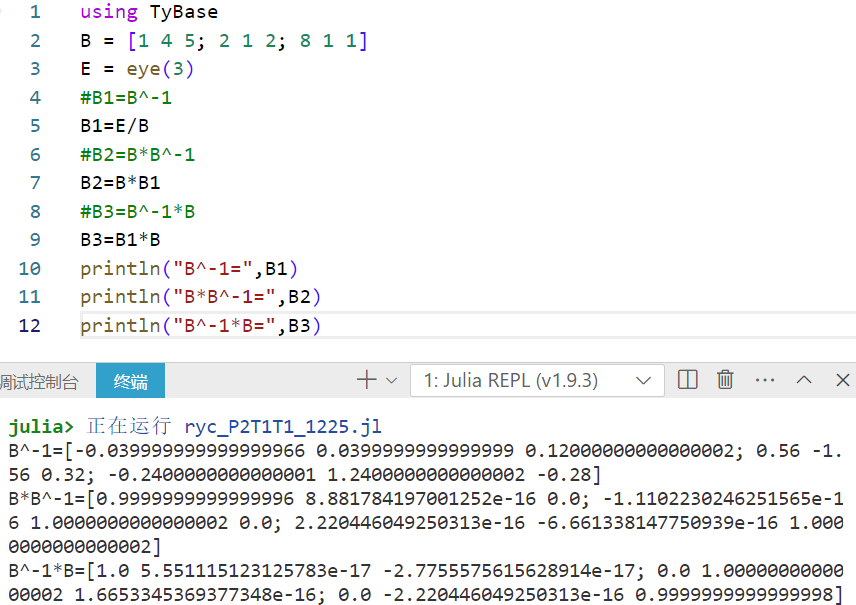 1 using TyBase
2 B = [1 4 5; 2 1 2; 8 1 1]
3 E = eye(3)
4 #B1=B^-1
5 B1=E/B
6 #B2=B*B^-1
7 B2=B*B1
8 #B3=B^-1*B
9 B3=B1*B
10 println("B^-1=",B1)
11 println("B*B^-1=",B2)
12 println("B^-1*B=",B3)
调试控制台 终端 1: Julia REPL (v1.9.3)
julia> 正在运行 ryc_P2T1T1_1225.jl
B^-1=[-0.039999999999999966 0.0399999999999999 0.12000000000000002; 0.56 -1.
56 0.32; -0.2400000000000001 1.2400000000000002 -0.28]
B*B^-1=[0.9999999999999996 8.881784197001252e-16 0.0; -1.1102230246251565e-1
6 1.0000000000000002 0.0; 2.220446049250313e-16 -6.661338147750939e-16 1.000
0000000000002]
B^-1*B=[1.0 5.551115123125783e-17 -2.7755575615628914e-17; 0.0 1.00000000000
00002 1.6653345369377348e-16; 0.0 -2.220446049250313e-16 0.9999999999999998]